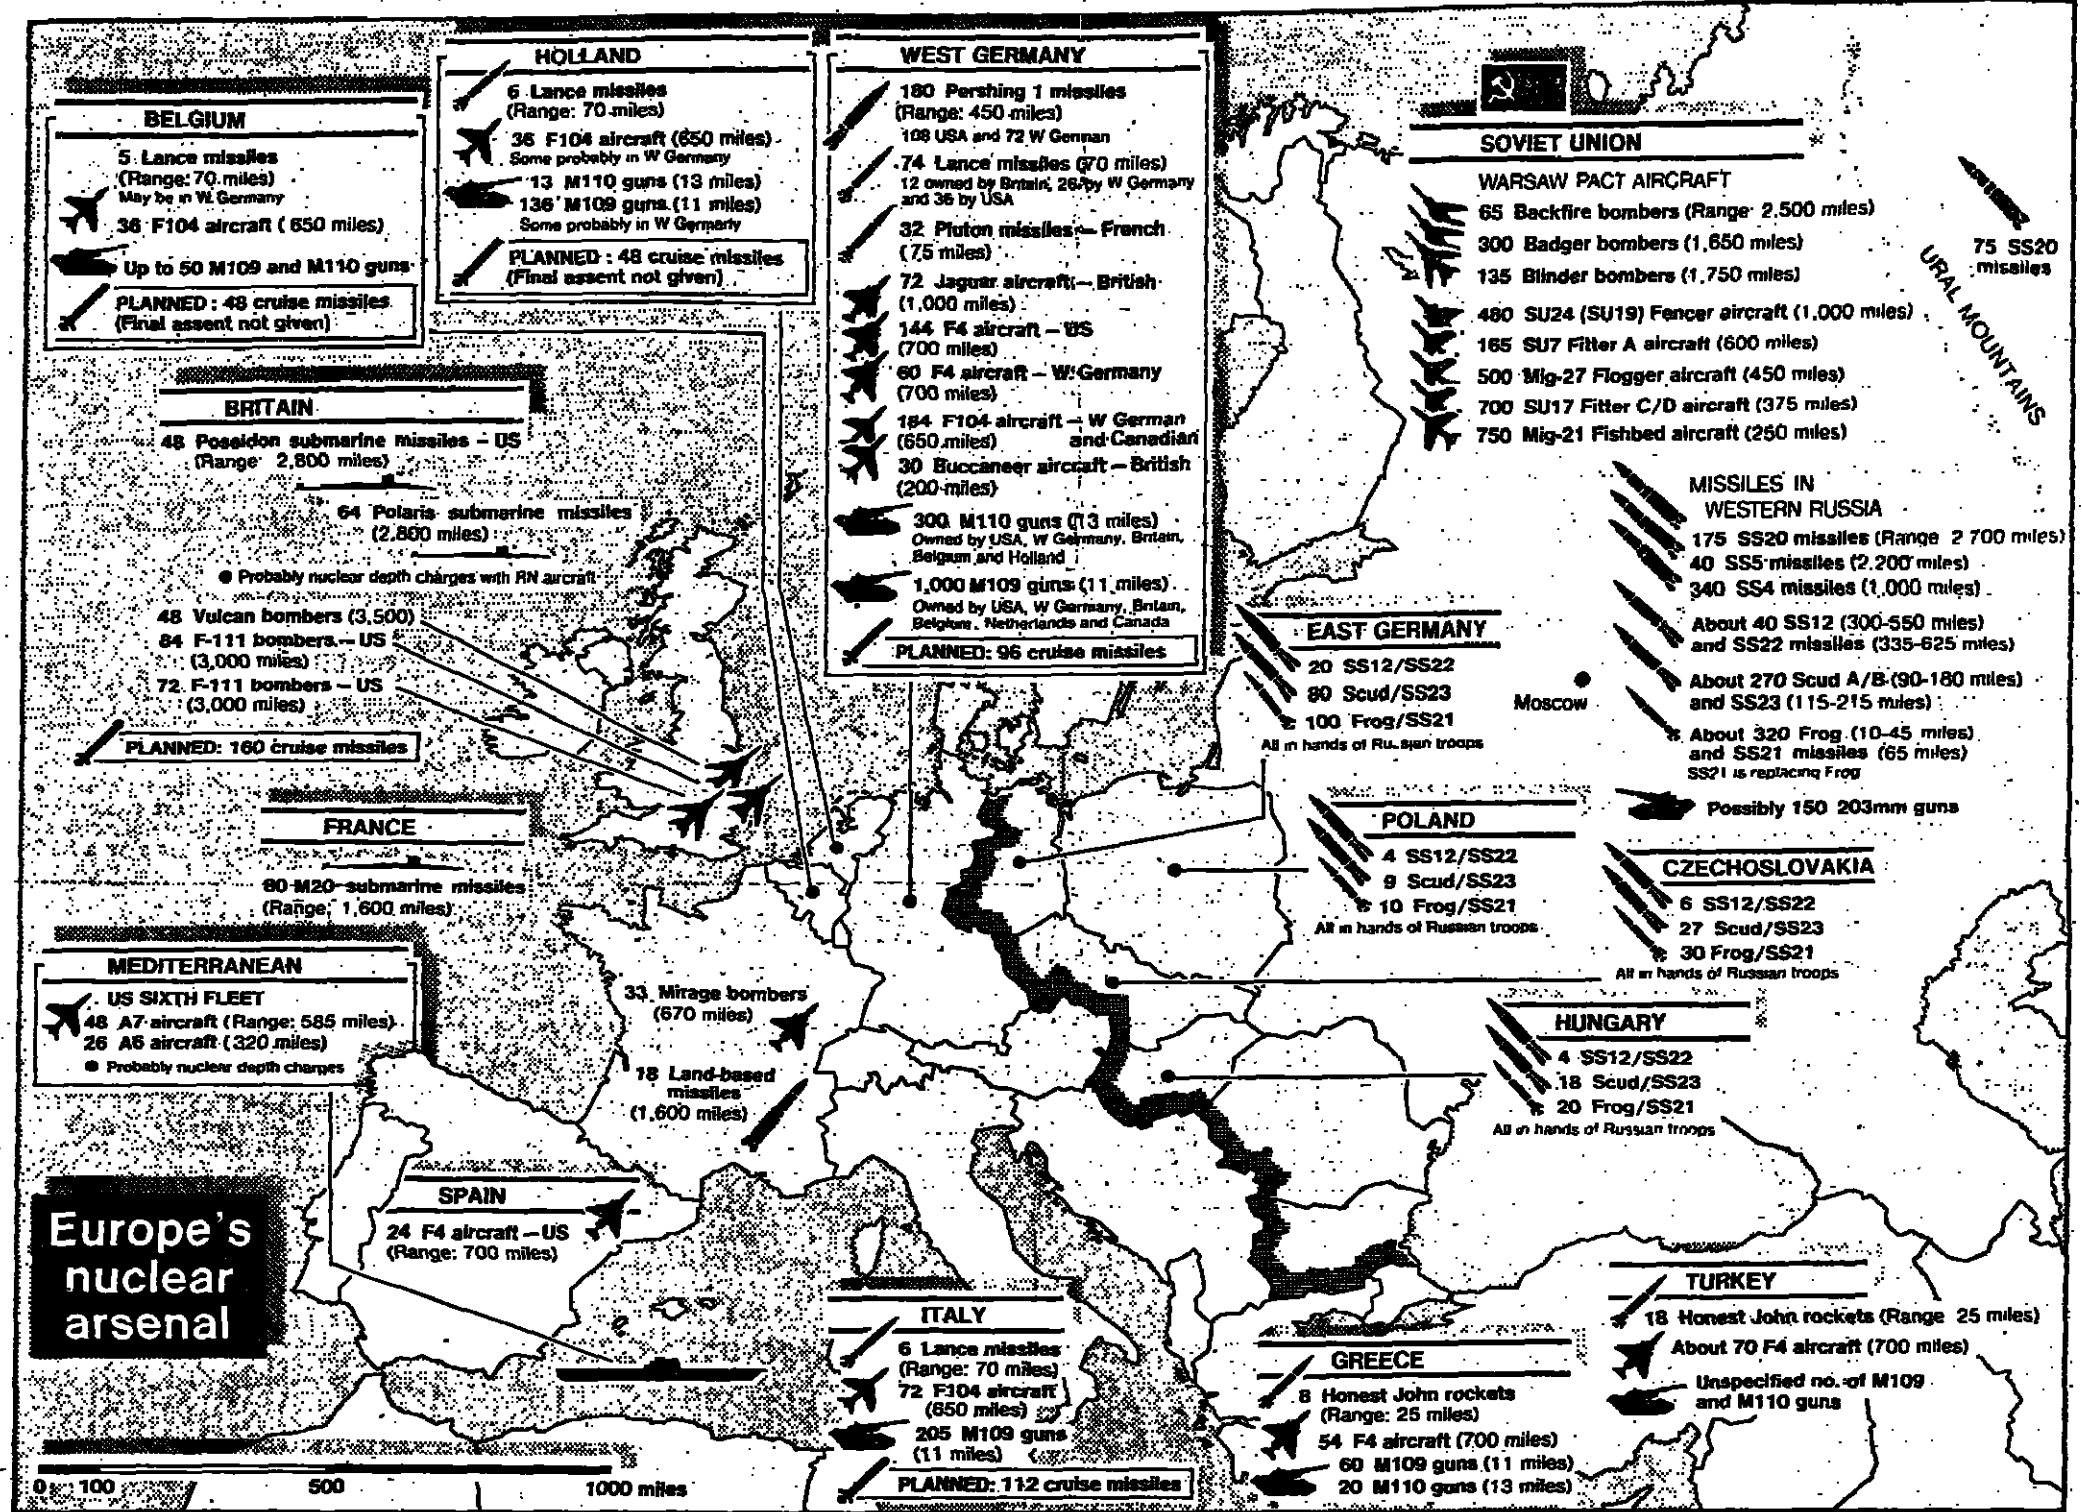 BELGIUM
5 Lance missiles
(Range: 70 miles)
May be in W. Germany
36 F104 aircraft (650 miles)
Up to 50 M109 and M110 guns
PLANNED: 48 cruise missiles
(Final assent not given)
HOLLAND
6 Lance missiles
(Range: 70 miles)
36 F104 aircraft (650 miles)
Some probably in W Germany
13 M110 guns (13 miles)
136 M109 guns (11 miles)
Some probably in W Germany
PLANNED: 48 cruise missiles
(Final assent not given)
WEST GERMANY
180 Pershing 1 missiles
(Range: 450 miles)
108 USA and 72 W German
74 Lance missiles (70 miles)
12 owned by Britain, 26 by W Germany
and 36 by USA
32 Pluton missiles – French
(75 miles)
72 Jaguar aircraft – British
(1,000 miles)
144 F4 aircraft – US
(700 miles)
60 F4 aircraft – W. Germany
(700 miles)
184 F104 aircraft – W German
(650 miles) and Canadian
30 Buccaneer aircraft – British
(200 miles)
300 M110 guns (13 miles)
Owned by USA, W Germany, Britain,
Belgium and Holland
1,000 M109 guns (11 miles)
Owned by USA, W Germany, Britain,
Belgium, Netherlands and Canada
PLANNED: 96 cruise missiles
SOVIET UNION
WARSAW PACT AIRCRAFT
65 Backfire bombers (Range 2,500 miles)
300 Badger bombers (1,650 miles)
135 Blinder bombers (1,750 miles)
480 SU24 (SU19) Fencer aircraft (1,000 miles)
165 SU7 Fitter A aircraft (600 miles)
500 Mig-27 Flogger aircraft (450 miles)
700 SU17 Fitter C/D aircraft (375 miles)
750 Mig-21 Fishbed aircraft (250 miles)
75 SS20
missiles
URAL MOUNTAINS
MISSILES IN
WESTERN RUSSIA
175 SS20 missiles (Range 2 700 miles)
40 SS5 missiles (2,200 miles)
340 SS4 missiles (1,000 miles)
About 40 SS12 (300-550 miles)
and SS22 missiles (335-625 miles)
About 270 Scud A/B (90-180 miles)
and SS23 (115-215 miles)
About 320 Frog (10-45 miles)
and SS21 missiles (65 miles)
SS21 is replacing Frog
Possibly 150 203mm guns
Moscow
BRITAIN
48 Poseidon submarine missiles – US
(Range 2,800 miles)
64 Polaris submarine missiles
(2,800 miles)
● Probably nuclear depth charges with RN aircraft
48 Vulcan bombers (3,500)
84 F-111 bombers – US
(3,000 miles)
72 F-111 bombers – US
(3,000 miles)
PLANNED: 160 cruise missiles
EAST GERMANY
20 SS12/SS22
80 Scud/SS23
100 Frog/SS21
All in hands of Russian troops
POLAND
4 SS12/SS22
9 Scud/SS23
10 Frog/SS21
All in hands of Russian troops
CZECHOSLOVAKIA
6 SS12/SS22
27 Scud/SS23
30 Frog/SS21
All in hands of Russian troops
HUNGARY
4 SS12/SS22
18 Scud/SS23
20 Frog/SS21
All in hands of Russian troops
FRANCE
80 M20 submarine missiles
(Range: 1,600 miles)
33 Mirage bombers
(670 miles)
18 Land-based
missiles
(1,600 miles)
MEDITERRANEAN
US SIXTH FLEET
48 A7 aircraft (Range: 585 miles)
26 A6 aircraft (320 miles)
● Probably nuclear depth charges
SPAIN
24 F4 aircraft – US
(Range: 700 miles)
Europe's
nuclear
arsenal
ITALY
6 Lance missiles
(Range: 70 miles)
72 F104 aircraft
(650 miles)
205 M109 guns
(11 miles)
PLANNED: 112 cruise missiles
GREECE
8 Honest John rockets
(Range: 25 miles)
54 F4 aircraft (700 miles)
60 M109 guns (11 miles)
20 M110 guns (13 miles)
TURKEY
18 Honest John rockets (Range 25 miles)
About 70 F4 aircraft (700 miles)
Unspecified no. of M109
and M110 guns
0 100 500 1000 miles